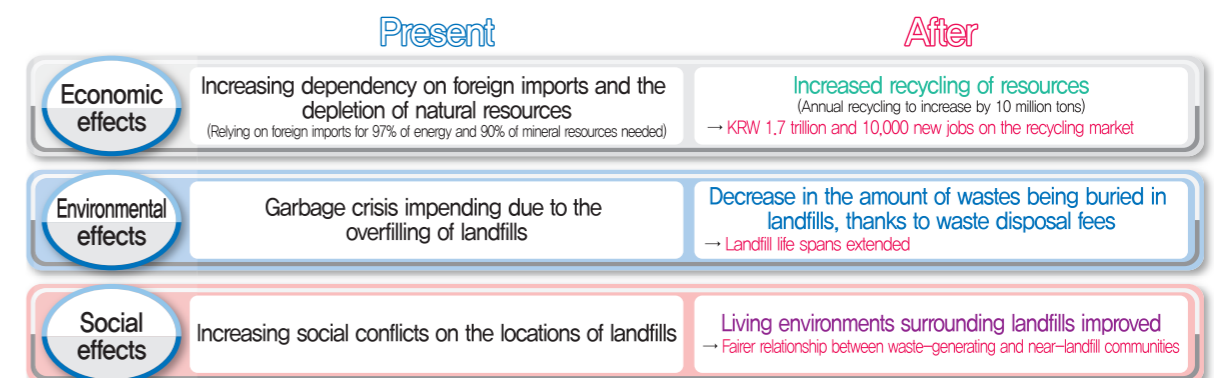 Present
After
Economic
effects
Increasing dependency on foreign imports and the
depletion of natural resources
(Relying on foreign imports for 97% of energy and 90% of mineral resources needed)
Increased recycling of resources
(Annual recycling to increase by 10 million tons)
→ KRW 1.7 trillion and 10,000 new jobs on the recycling market
Environmental
effects
Garbage crisis impending due to the
overfilling of landfills
Decrease in the amount of wastes being buried in
landfills, thanks to waste disposal fees
→ Landfill life spans extended
Social
effects
Increasing social conflicts on the locations of landfills
Living environments surrounding landfills improved
→ Fairer relationship between waste-generating and near-landfill communities